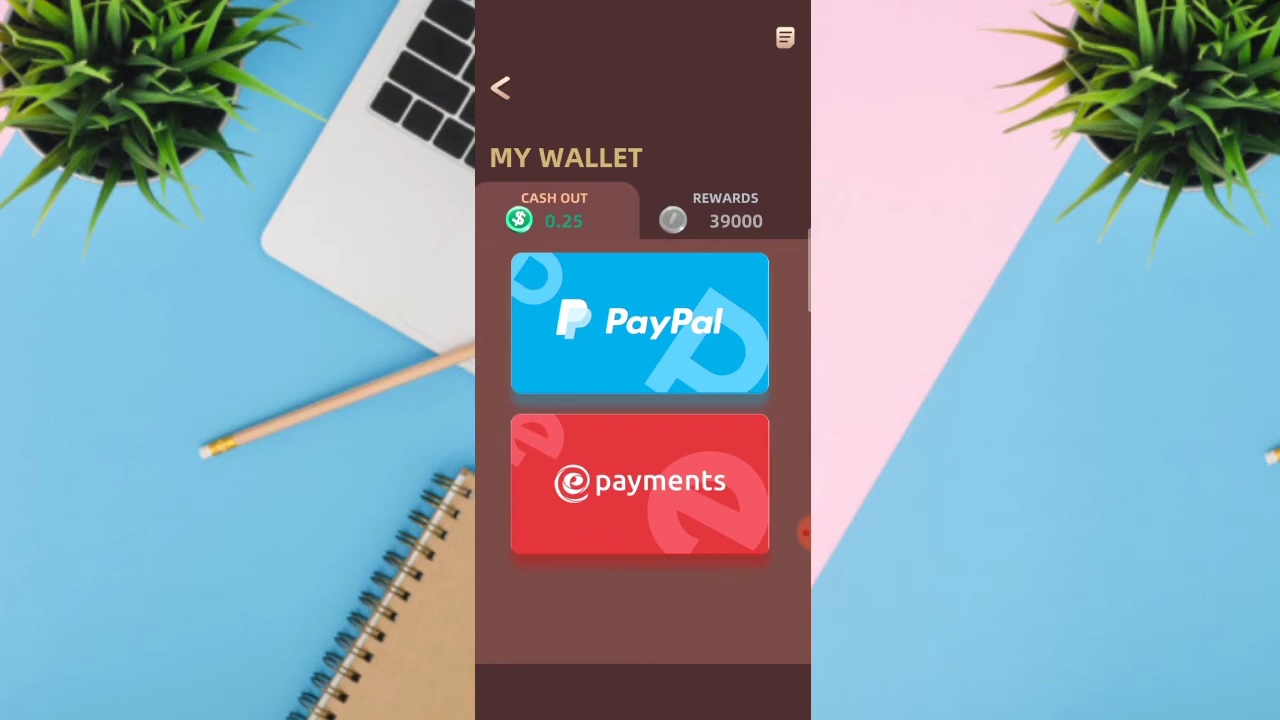 MY WALLET
CASH OUT
0.25
REWARDS
39000
PayPal
payments